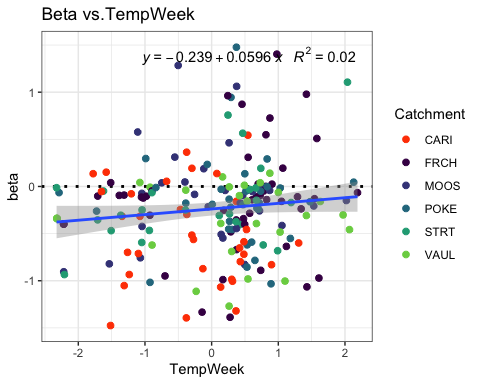 Beta vs.TempWeek
y = −0.239 + 0.0596 x R² = 0.02
1
0
-1
beta
-2 -1 0 1 2
TempWeek
Catchment
CARI
FRCH
MOOS
POKE
STRT
VAUL